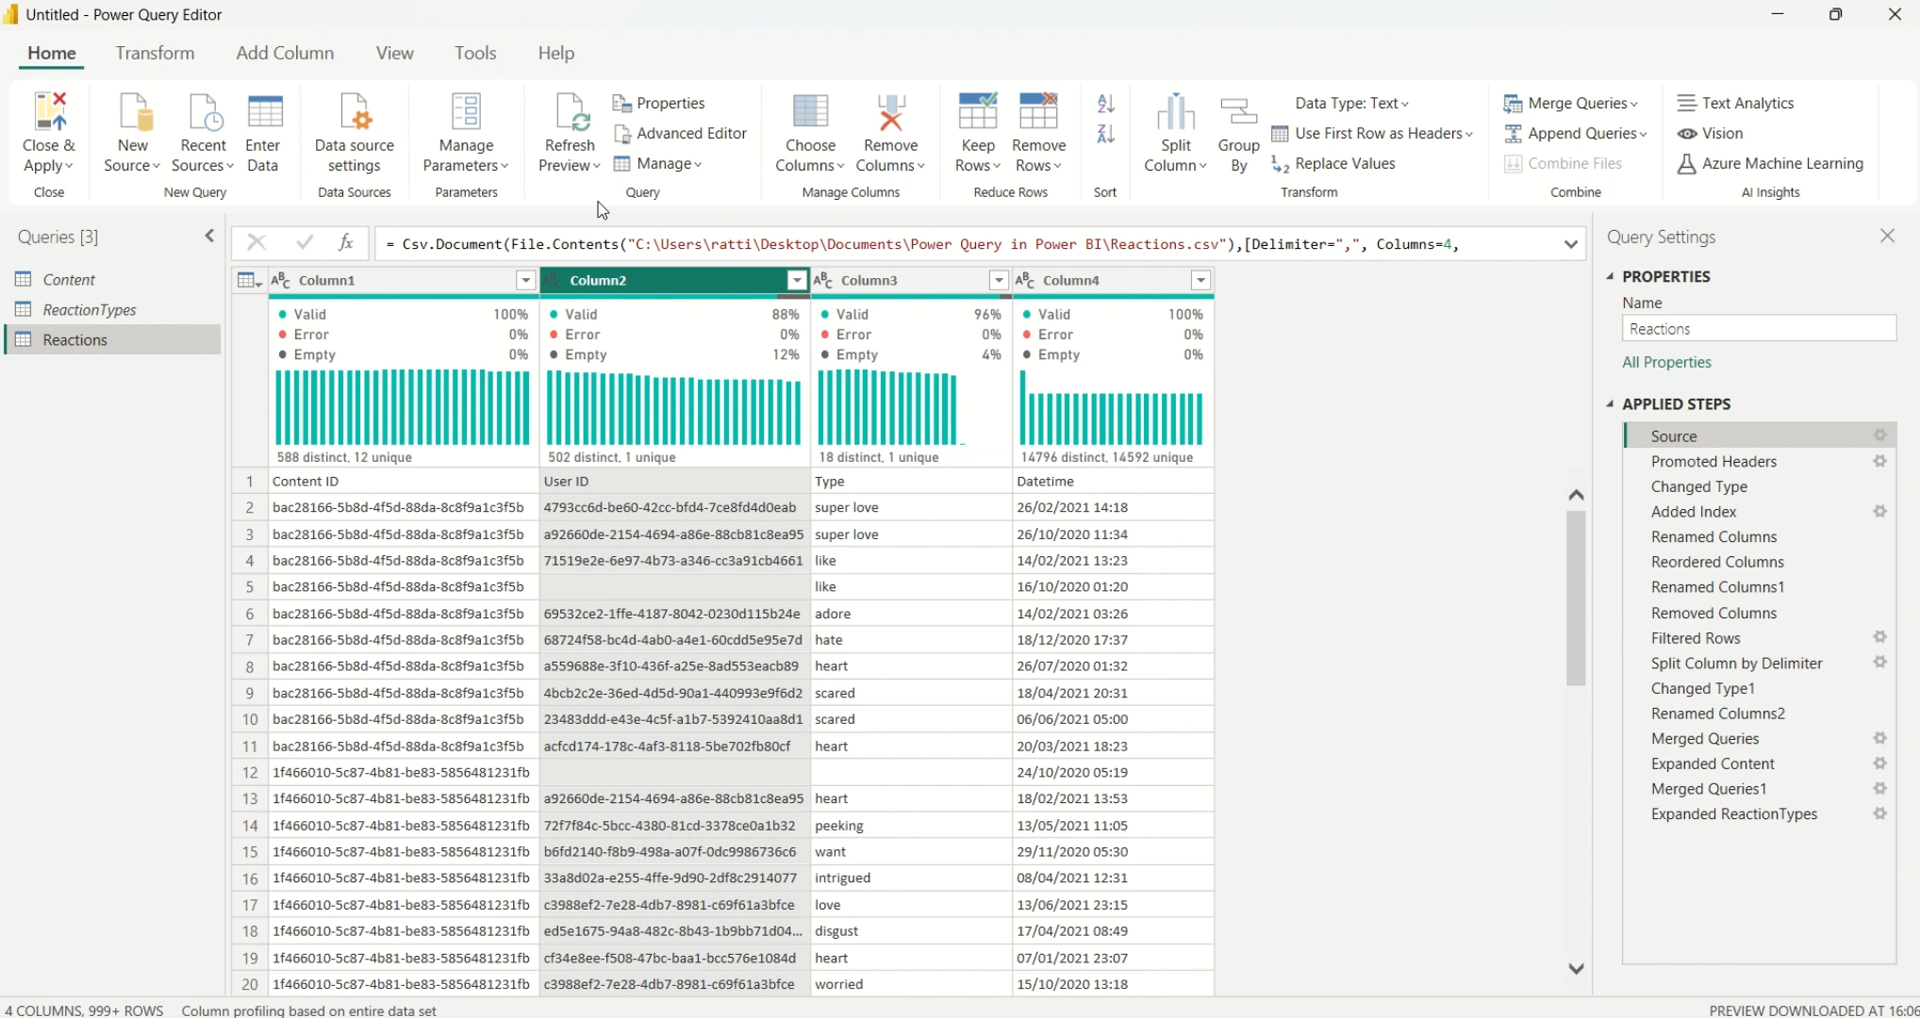 Untitled - Power Query Editor
Home Transform Add Column View Tools Help
Close & Apply
Close
New Source
Recent Sources
Enter Data
New Query
Data source settings
Data Sources
Manage Parameters
Parameters
Refresh Preview
Properties
Advanced Editor
Manage
Query
Choose Columns
Remove Columns
Manage Columns
Keep Rows
Remove Rows
Reduce Rows
Sort
Split Column
Group By
Data Type: Text
Use First Row as Headers
Replace Values
Transform
Merge Queries
Append Queries
Combine Files
Combine
Text Analytics
Vision
Azure Machine Learning
AI Insights
Queries [3]
Content
ReactionTypes
Reactions
fx = Csv.Document(File.Contents("C:\Users\ratti\Desktop\Documents\Power Query in Power BI\Reactions.csv"),[Delimiter=",", Columns=4,
ABC Column1 ABC Column2 ABC Column3 ABC Column4
Valid 100% Valid 88% Valid 96% Valid 100%
Error 0% Error 0% Error 0% Error 0%
Empty 0% Empty 12% Empty 4% Empty 0%
588 distinct, 12 unique 502 distinct, 1 unique 18 distinct, 1 unique 14796 distinct, 14592 unique
1 Content ID User ID Type Datetime
2 bac28166-5b8d-4f5d-88da-8c8f9a1c3f5b 4793cc6d-be60-42cc-bfd4-7ce8fd4d0eab super love 26/02/2021 14:18
3 bac28166-5b8d-4f5d-88da-8c8f9a1c3f5b a92660de-2154-4694-a86e-88cb81c8ea95 super love 26/10/2020 11:34
4 bac28166-5b8d-4f5d-88da-8c8f9a1c3f5b 71519e2e-6e97-4b73-a346-cc3a91cb4661 like 14/02/2021 13:23
5 bac28166-5b8d-4f5d-88da-8c8f9a1c3f5b like 16/10/2020 01:20
6 bac28166-5b8d-4f5d-88da-8c8f9a1c3f5b 69532ce2-1ffe-4187-8042-0230d115b24e adore 14/02/2021 03:26
7 bac28166-5b8d-4f5d-88da-8c8f9a1c3f5b 68724f58-bc4d-4ab0-a4e1-60cdd5e95e7d hate 18/12/2020 17:37
8 bac28166-5b8d-4f5d-88da-8c8f9a1c3f5b a559688e-3f10-436f-a25e-8ad553eacb89 heart 26/07/2020 01:32
9 bac28166-5b8d-4f5d-88da-8c8f9a1c3f5b 4bcb2c2e-36ed-4d5d-90a1-440993e9f6d2 scared 18/04/2021 20:31
10 bac28166-5b8d-4f5d-88da-8c8f9a1c3f5b 23483ddd-e43e-4c5f-a1b7-5392410aa8d1 scared 06/06/2021 05:00
11 bac28166-5b8d-4f5d-88da-8c8f9a1c3f5b acfcd174-178c-4af3-8118-5be702fb80cf heart 20/03/2021 18:23
12 1f466010-5c87-4b81-be83-5856481231fb 24/10/2020 05:19
13 1f466010-5c87-4b81-be83-5856481231fb a92660de-2154-4694-a86e-88cb81c8ea95 heart 18/02/2021 13:53
14 1f466010-5c87-4b81-be83-5856481231fb 72f7f84c-5bcc-4380-81cd-3378ce0a1b32 peeking 13/05/2021 11:05
15 1f466010-5c87-4b81-be83-5856481231fb b6fd2140-f8b9-498a-a07f-0dc9986736c6 want 29/11/2020 05:30
16 1f466010-5c87-4b81-be83-5856481231fb 33a8d02a-e255-4ffe-9d90-2df8c2914077 intrigued 08/04/2021 12:31
17 1f466010-5c87-4b81-be83-5856481231fb c3988ef2-7e28-4db7-8981-c69f61a3bfce love 13/06/2021 23:15
18 1f466010-5c87-4b81-be83-5856481231fb ed5e1675-94a8-482c-8b43-1b9bb71d04... disgust 17/04/2021 08:49
19 1f466010-5c87-4b81-be83-5856481231fb cf34e8ee-f508-47bc-baa1-bcc576e1084d heart 07/01/2021 23:07
20 1f466010-5c87-4b81-be83-5856481231fb c3988ef2-7e28-4db7-8981-c69f61a3bfce worried 15/10/2020 13:18
Query Settings
PROPERTIES
Name
Reactions
All Properties
APPLIED STEPS
Source
Promoted Headers
Changed Type
Added Index
Renamed Columns
Reordered Columns
Renamed Columns1
Removed Columns
Filtered Rows
Split Column by Delimiter
Changed Type1
Renamed Columns2
Merged Queries
Expanded Content
Merged Queries1
Expanded ReactionTypes
4 COLUMNS, 999+ ROWS Column profiling based on entire data set PREVIEW DOWNLOADED AT 16:06